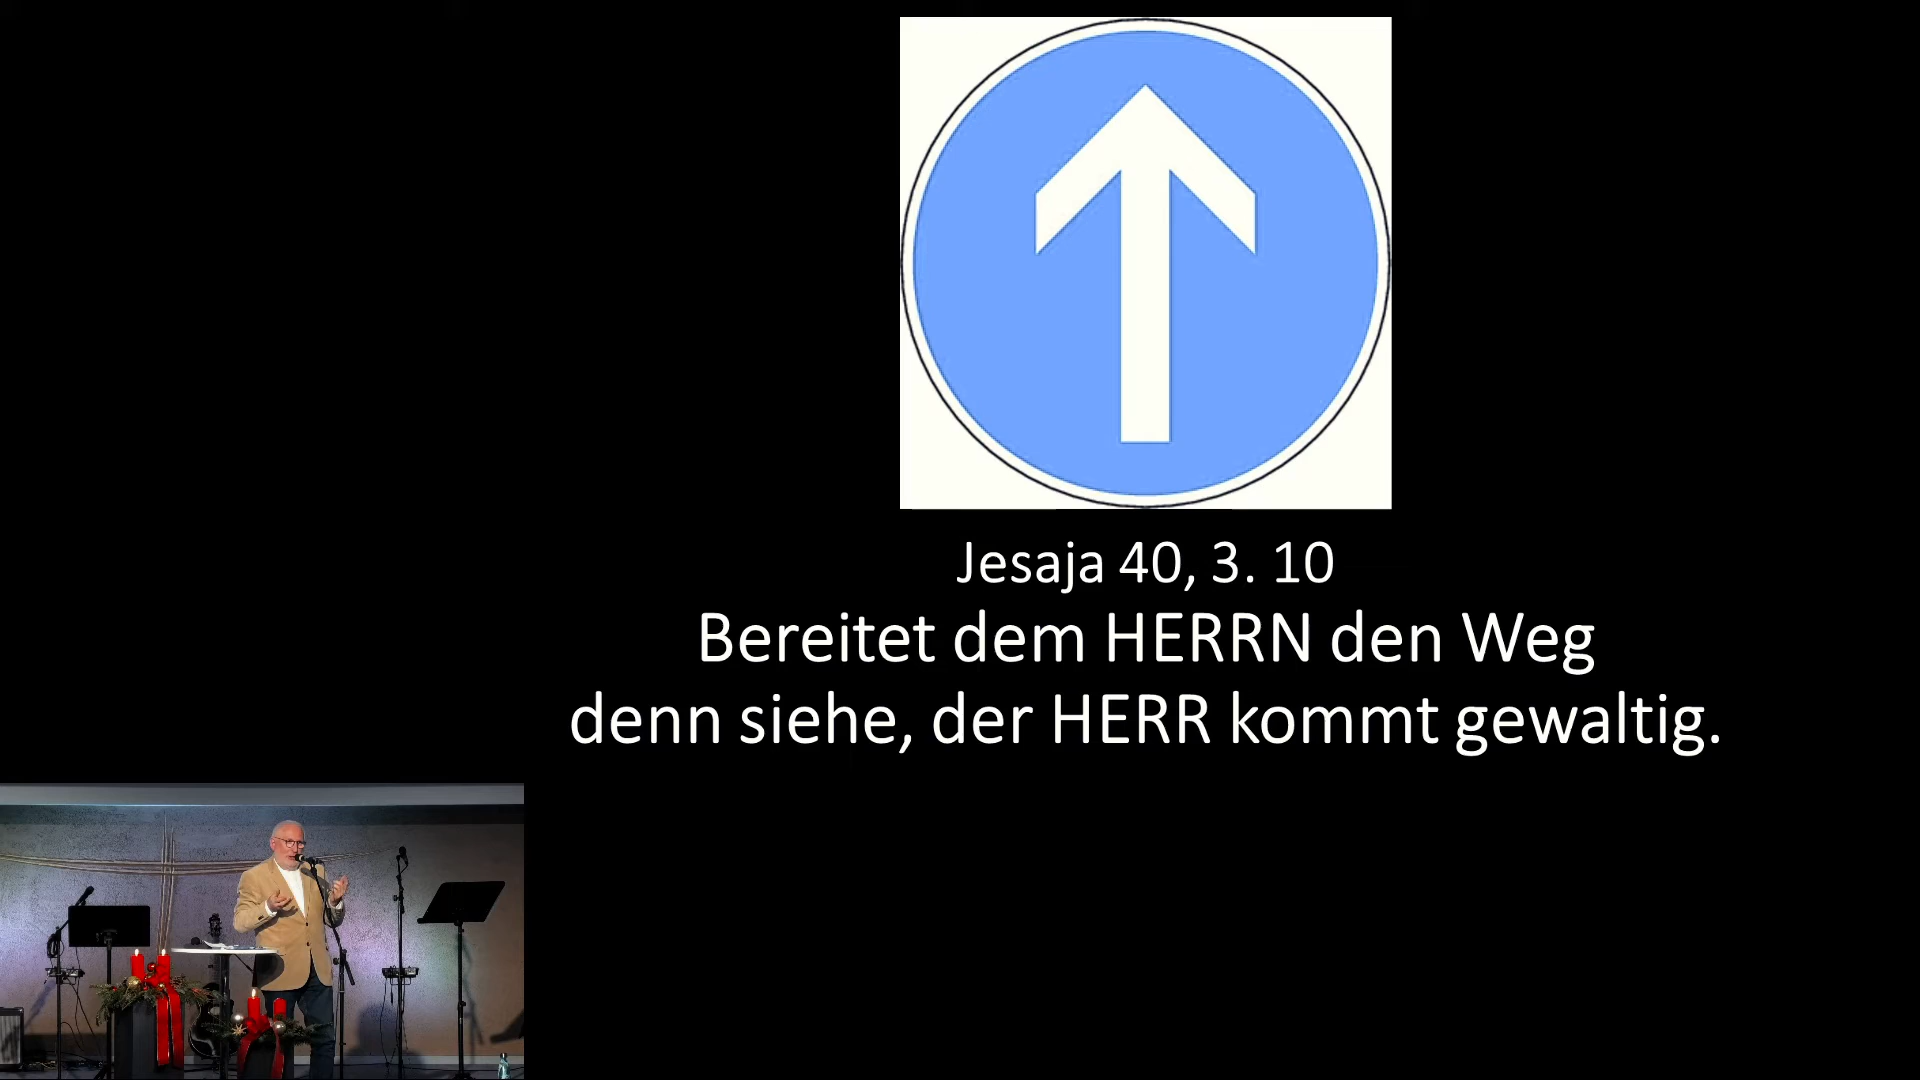 Jesaja 40, 3. 10
Bereitet dem HERRN den Weg
denn siehe, der HERR kommt gewaltig.